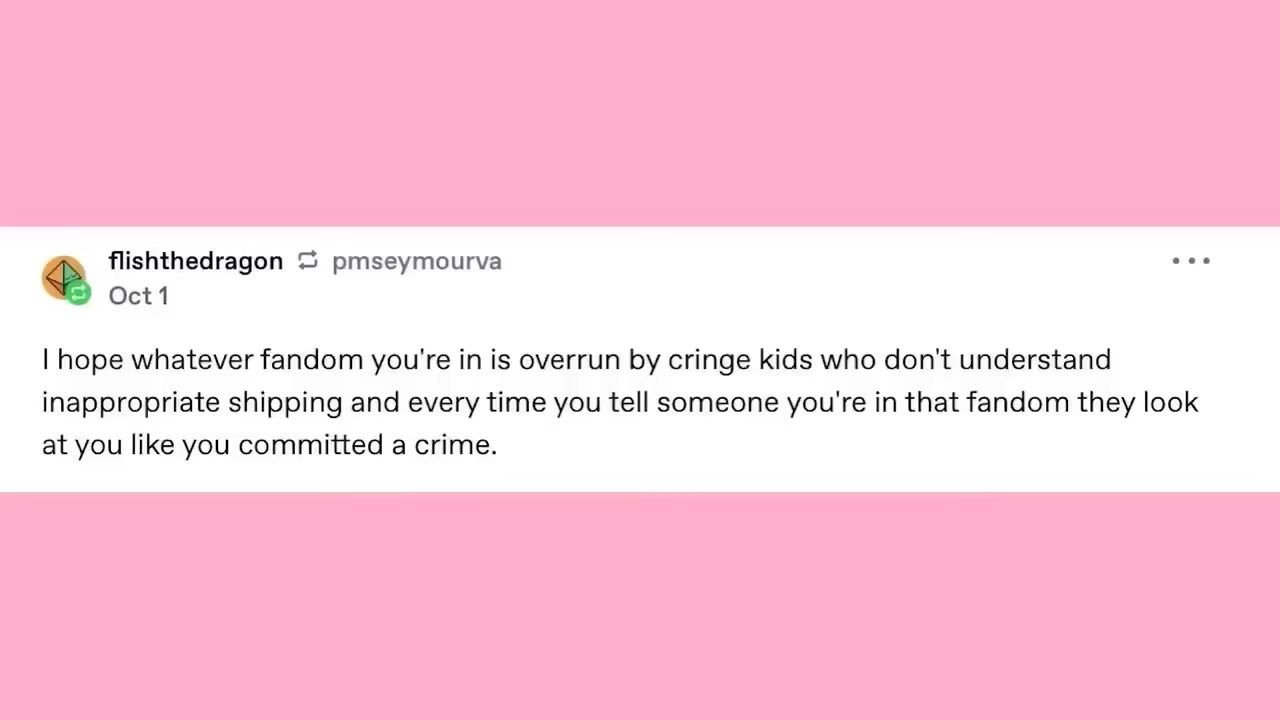 flishthedragon pmseymourva
Oct 1
I hope whatever fandom you're in is overrun by cringe kids who don't understand
inappropriate shipping and every time you tell someone you're in that fandom they look
at you like you committed a crime.